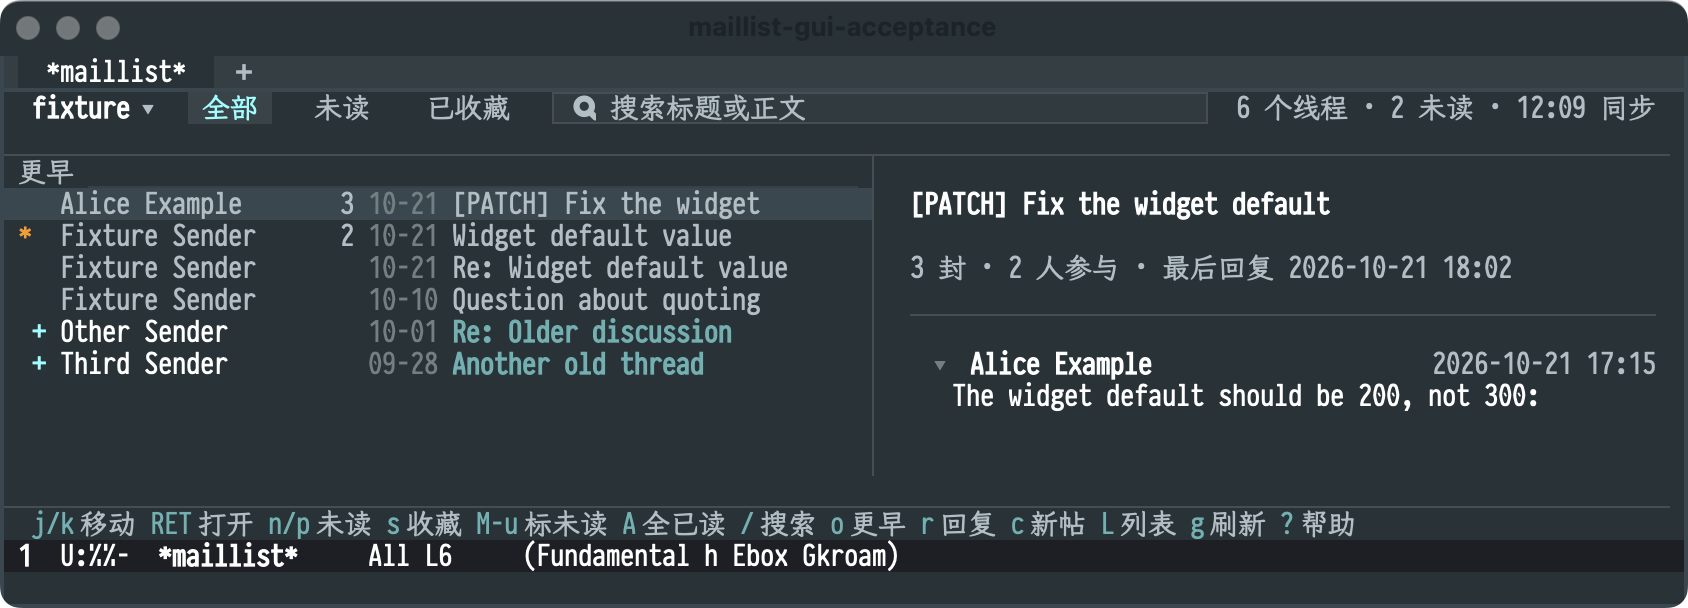 maillist-gui-acceptance
*maillist* +
fixture ▾ 全部 未读 已收藏 搜索标题或正文 6 个线程 · 2 未读 · 12:09 同步
更早
Alice Example 3 10-21 [PATCH] Fix the widget
* Fixture Sender 2 10-21 Widget default value
Fixture Sender 10-21 Re: Widget default value
Fixture Sender 10-10 Question about quoting
+ Other Sender 10-01 Re: Older discussion
+ Third Sender 09-28 Another old thread
[PATCH] Fix the widget default
3 封 · 2 人参与 · 最后回复 2026-10-21 18:02
▾ Alice Example 2026-10-21 17:15
The widget default should be 200, not 300:
j/k 移动 RET 打开 n/p 未读 s 收藏 M-u 标未读 A 全已读 / 搜索 o 更早 r 回复 c 新帖 L 列表 g 刷新 ? 帮助
1 U:%%- *maillist* All L6 (Fundamental h Ebox Gkroam)